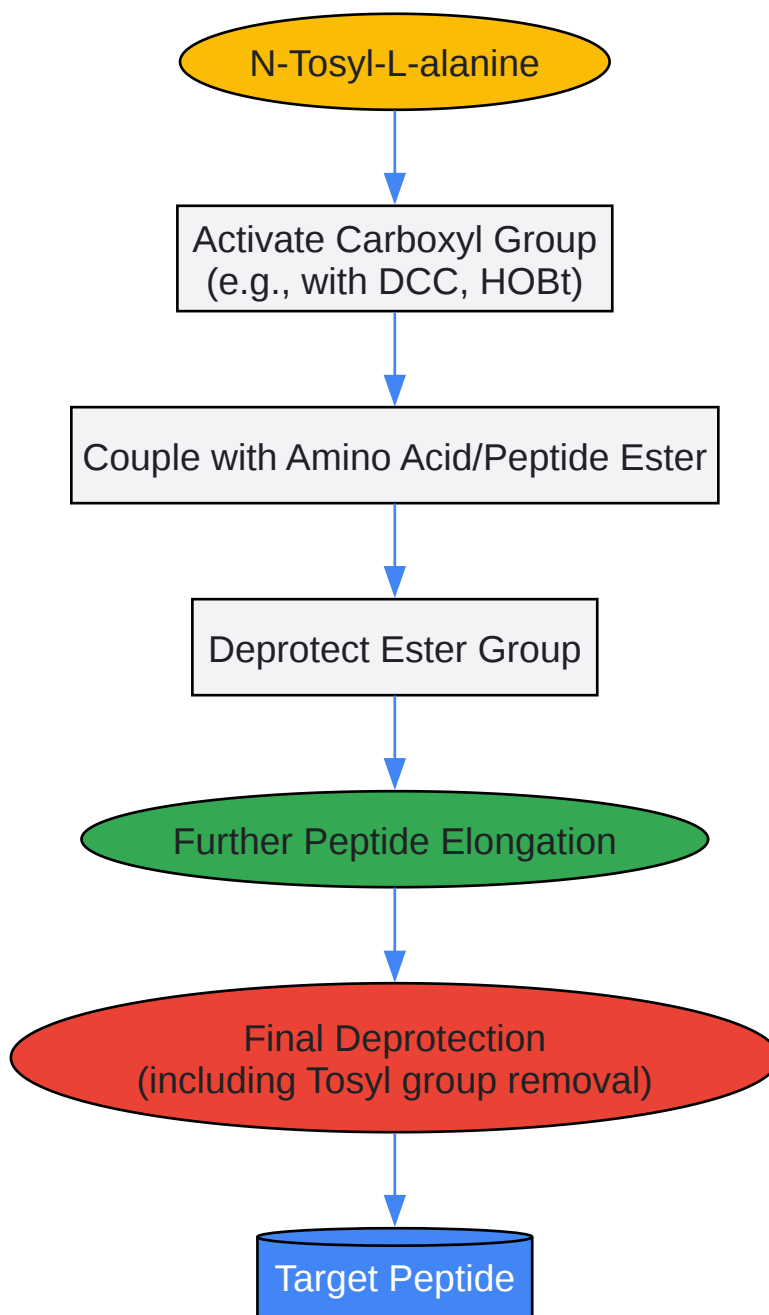 N-Tosyl-L-alanine
Activate Carboxyl Group
(e.g., with DCC, HOBt)
Couple with Amino Acid/Peptide Ester
Deprotect Ester Group
Further Peptide Elongation
Final Deprotection
(including Tosyl group removal)
Target Peptide